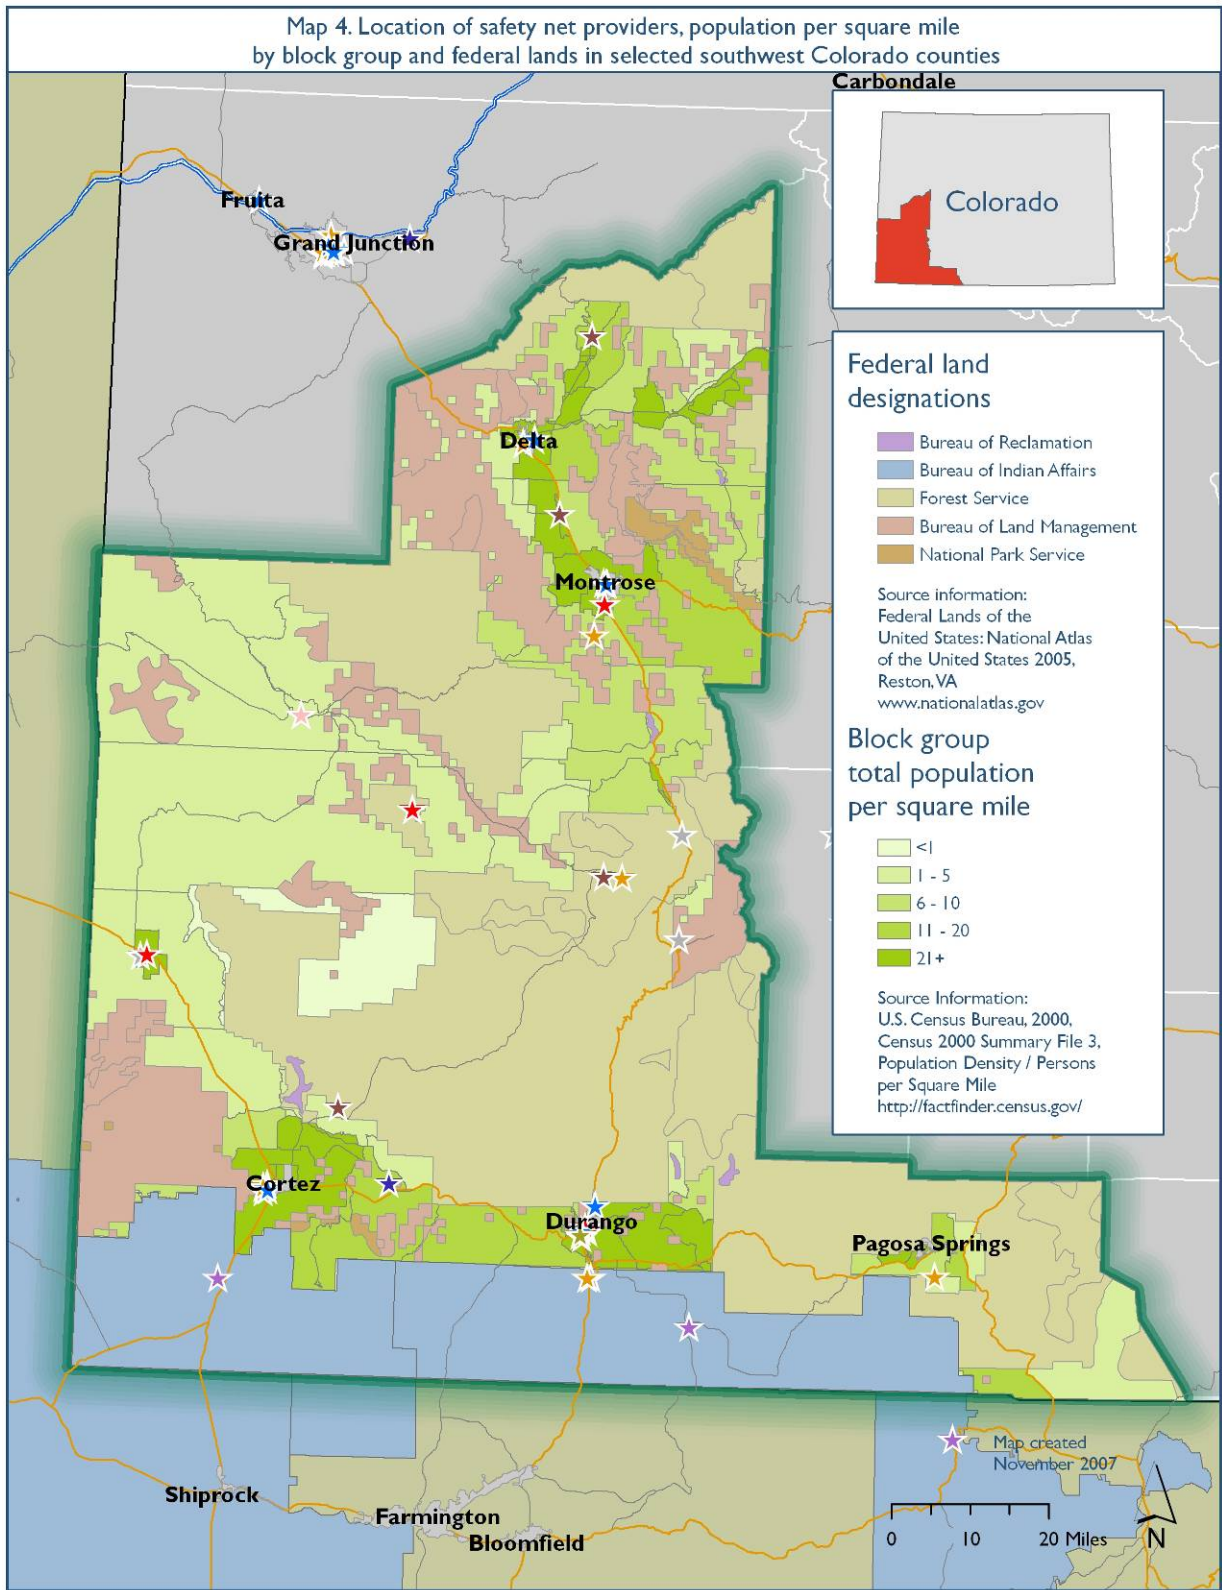 Map 4. Location of safety net providers, population per square mile
by block group and federal lands in selected southwest Colorado counties
Carbondale
Colorado
Fruita
Grand Junction
Delta
Montrose
Cortez
Durango
Pagosa Springs
Shiprock
Farmington
Bloomfield
Federal land
designations
Bureau of Reclamation
Bureau of Indian Affairs
Forest Service
Bureau of Land Management
National Park Service
Source information:
Federal Lands of the
United States: National Atlas
of the United States 2005,
Reston, VA
www.nationalatlas.gov
Block group
total population
per square mile
<1
1 - 5
6 - 10
11 - 20
21+
Source Information:
U.S. Census Bureau, 2000,
Census 2000 Summary File 3,
Population Density / Persons
per Square Mile
http://factfinder.census.gov/
Map created
November 2007
0 10 20 Miles
N